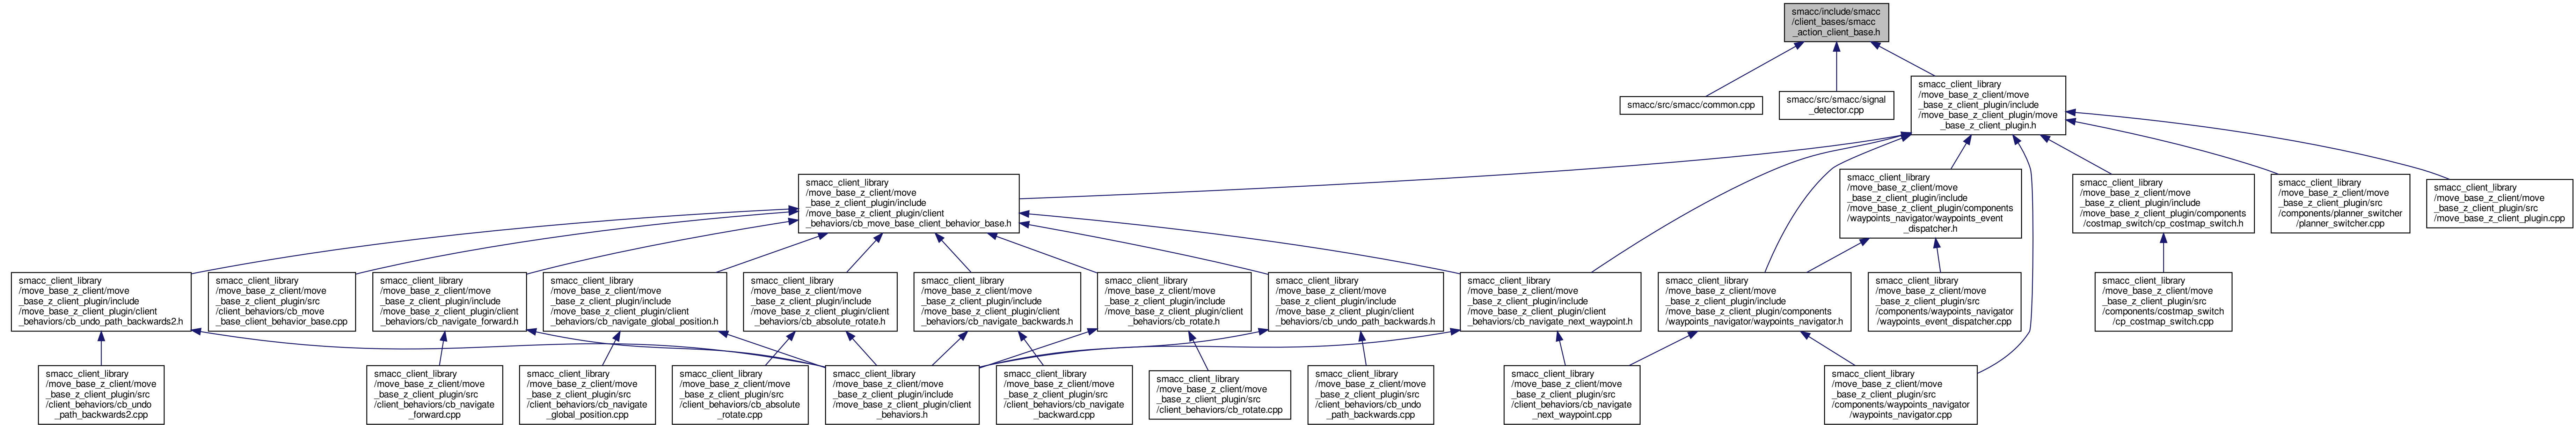 smacc/include/smacc
/client_bases/smacc
_action_client_base.h
smacc/src/smacc/common.cpp
smacc/src/smacc/signal
_detector.cpp
smacc_client_library
/move_base_z_client/move
_base_z_client_plugin/include
/move_base_z_client_plugin/move
_base_z_client_plugin.h
smacc_client_library
/move_base_z_client/move
_base_z_client_plugin/include
/move_base_z_client_plugin/client
_behaviors/cb_move_base_client_behavior_base.h
smacc_client_library
/move_base_z_client/move
_base_z_client_plugin/include
/move_base_z_client_plugin/components
/waypoints_navigator/waypoints_event
_dispatcher.h
smacc_client_library
/move_base_z_client/move
_base_z_client_plugin/include
/move_base_z_client_plugin/components
/costmap_switch/cp_costmap_switch.h
smacc_client_library
/move_base_z_client/move
_base_z_client_plugin/src
/components/planner_switcher
/planner_switcher.cpp
smacc_client_library
/move_base_z_client/move
_base_z_client_plugin/src
/move_base_z_client_plugin.cpp
smacc_client_library
/move_base_z_client/move
_base_z_client_plugin/include
/move_base_z_client_plugin/client
_behaviors/cb_undo_path_backwards2.h
smacc_client_library
/move_base_z_client/move
_base_z_client_plugin/src
/client_behaviors/cb_move
_base_client_behavior_base.cpp
smacc_client_library
/move_base_z_client/move
_base_z_client_plugin/include
/move_base_z_client_plugin/client
_behaviors/cb_navigate_forward.h
smacc_client_library
/move_base_z_client/move
_base_z_client_plugin/include
/move_base_z_client_plugin/client
_behaviors/cb_navigate_global_position.h
smacc_client_library
/move_base_z_client/move
_base_z_client_plugin/include
/move_base_z_client_plugin/client
_behaviors/cb_absolute_rotate.h
smacc_client_library
/move_base_z_client/move
_base_z_client_plugin/include
/move_base_z_client_plugin/client
_behaviors/cb_navigate_backwards.h
smacc_client_library
/move_base_z_client/move
_base_z_client_plugin/include
/move_base_z_client_plugin/client
_behaviors/cb_rotate.h
smacc_client_library
/move_base_z_client/move
_base_z_client_plugin/include
/move_base_z_client_plugin/client
_behaviors/cb_undo_path_backwards.h
smacc_client_library
/move_base_z_client/move
_base_z_client_plugin/include
/move_base_z_client_plugin/client
_behaviors/cb_navigate_next_waypoint.h
smacc_client_library
/move_base_z_client/move
_base_z_client_plugin/include
/move_base_z_client_plugin/components
/waypoints_navigator/waypoints_navigator.h
smacc_client_library
/move_base_z_client/move
_base_z_client_plugin/src
/components/waypoints_navigator
/waypoints_event_dispatcher.cpp
smacc_client_library
/move_base_z_client/move
_base_z_client_plugin/src
/components/costmap_switch
/cp_costmap_switch.cpp
smacc_client_library
/move_base_z_client/move
_base_z_client_plugin/src
/client_behaviors/cb_undo
_path_backwards2.cpp
smacc_client_library
/move_base_z_client/move
_base_z_client_plugin/src
/client_behaviors/cb_navigate
_forward.cpp
smacc_client_library
/move_base_z_client/move
_base_z_client_plugin/src
/client_behaviors/cb_navigate
_global_position.cpp
smacc_client_library
/move_base_z_client/move
_base_z_client_plugin/src
/client_behaviors/cb_absolute
_rotate.cpp
smacc_client_library
/move_base_z_client/move
_base_z_client_plugin/include
/move_base_z_client_plugin/client
_behaviors.h
smacc_client_library
/move_base_z_client/move
_base_z_client_plugin/src
/client_behaviors/cb_navigate
_backward.cpp
smacc_client_library
/move_base_z_client/move
_base_z_client_plugin/src
/client_behaviors/cb_rotate.cpp
smacc_client_library
/move_base_z_client/move
_base_z_client_plugin/src
/client_behaviors/cb_undo
_path_backwards.cpp
smacc_client_library
/move_base_z_client/move
_base_z_client_plugin/src
/client_behaviors/cb_navigate
_next_waypoint.cpp
smacc_client_library
/move_base_z_client/move
_base_z_client_plugin/src
/components/waypoints_navigator
/waypoints_navigator.cpp